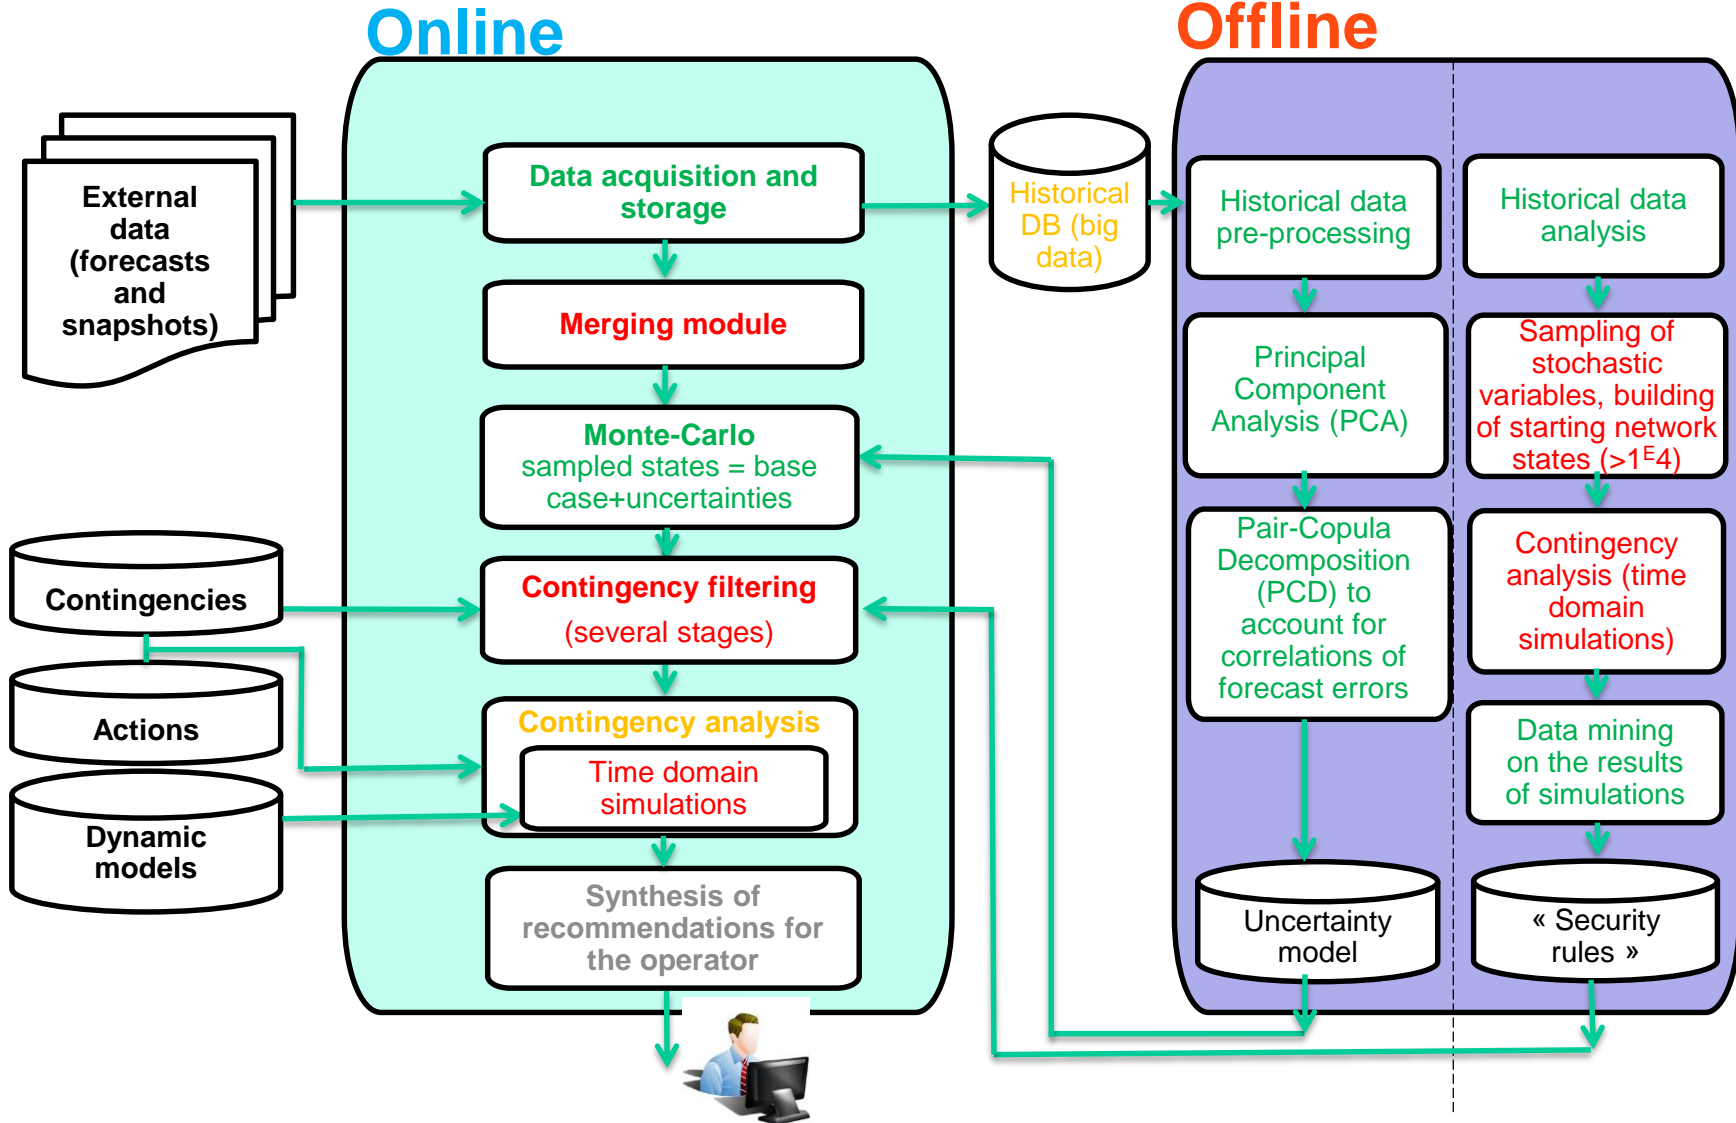 Online
Offline
External
data
(forecasts
and
snapshots)
Contingencies
Actions
Dynamic
models
Data acquisition and
storage
Merging module
Monte-Carlo
sampled states = base
case+uncertainties
Contingency filtering
(several stages)
Contingency analysis
Time domain
simulations
Synthesis of
recommendations for
the operator
Historical
DB (big
data)
Historical data
pre-processing
Principal
Component
Analysis (PCA)
Pair-Copula
Decomposition
(PCD) to
account for
correlations of
forecast errors
Uncertainty
model
Historical data
analysis
Sampling of
stochastic
variables, building
of starting network
states (>1ᴱ4)
Contingency
analysis (time
domain
simulations)
Data mining
on the results
of simulations
« Security
rules »